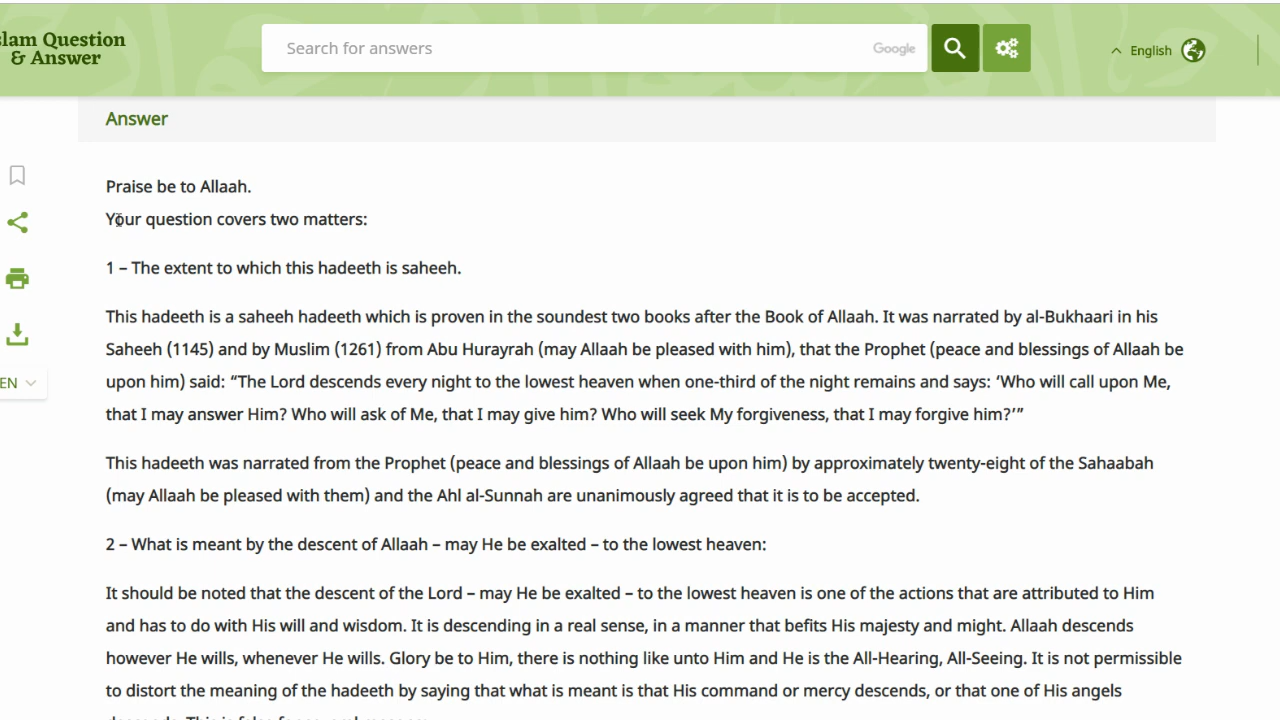 slam Question
& Answer
Search for answers
Google
English
Answer
Praise be to Allaah.
Your question covers two matters:
1 – The extent to which this hadeeth is saheeh.
This hadeeth is a saheeh hadeeth which is proven in the soundest two books after the Book of Allaah. It was narrated by al-Bukhaari in his
Saheeh (1145) and by Muslim (1261) from Abu Hurayrah (may Allaah be pleased with him), that the Prophet (peace and blessings of Allaah be
EN
upon him) said: “The Lord descends every night to the lowest heaven when one-third of the night remains and says: ‘Who will call upon Me,
that I may answer Him? Who will ask of Me, that I may give him? Who will seek My forgiveness, that I may forgive him?’”
This hadeeth was narrated from the Prophet (peace and blessings of Allaah be upon him) by approximately twenty-eight of the Sahaabah
(may Allaah be pleased with them) and the Ahl al-Sunnah are unanimously agreed that it is to be accepted.
2 – What is meant by the descent of Allaah – may He be exalted – to the lowest heaven:
It should be noted that the descent of the Lord – may He be exalted – to the lowest heaven is one of the actions that are attributed to Him
and has to do with His will and wisdom. It is descending in a real sense, in a manner that befits His majesty and might. Allaah descends
however He wills, whenever He wills. Glory be to Him, there is nothing like unto Him and He is the All-Hearing, All-Seeing. It is not permissible
to distort the meaning of the hadeeth by saying that what is meant is that His command or mercy descends, or that one of His angels